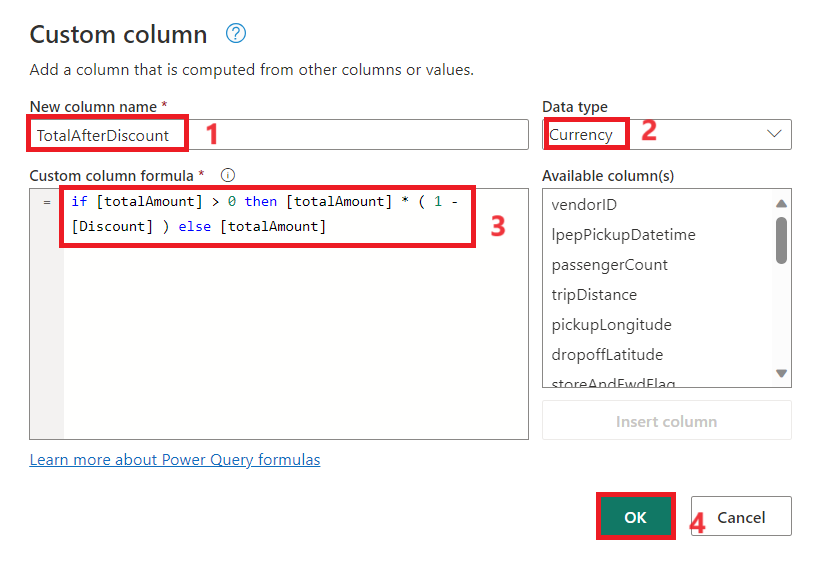 Custom column ?
Add a column that is computed from other columns or values.
New column name *
TotalAfterDiscount
1
Data type
Currency
2
Custom column formula *
= if [totalAmount] > 0 then [totalAmount] * ( 1 -
[Discount] ) else [totalAmount]
3
Available column(s)
vendorID
lpepPickupDatetime
passengerCount
tripDistance
pickupLongitude
dropoffLatitude
storeAndFwdFlag
Insert column
Learn more about Power Query formulas
OK
4
Cancel